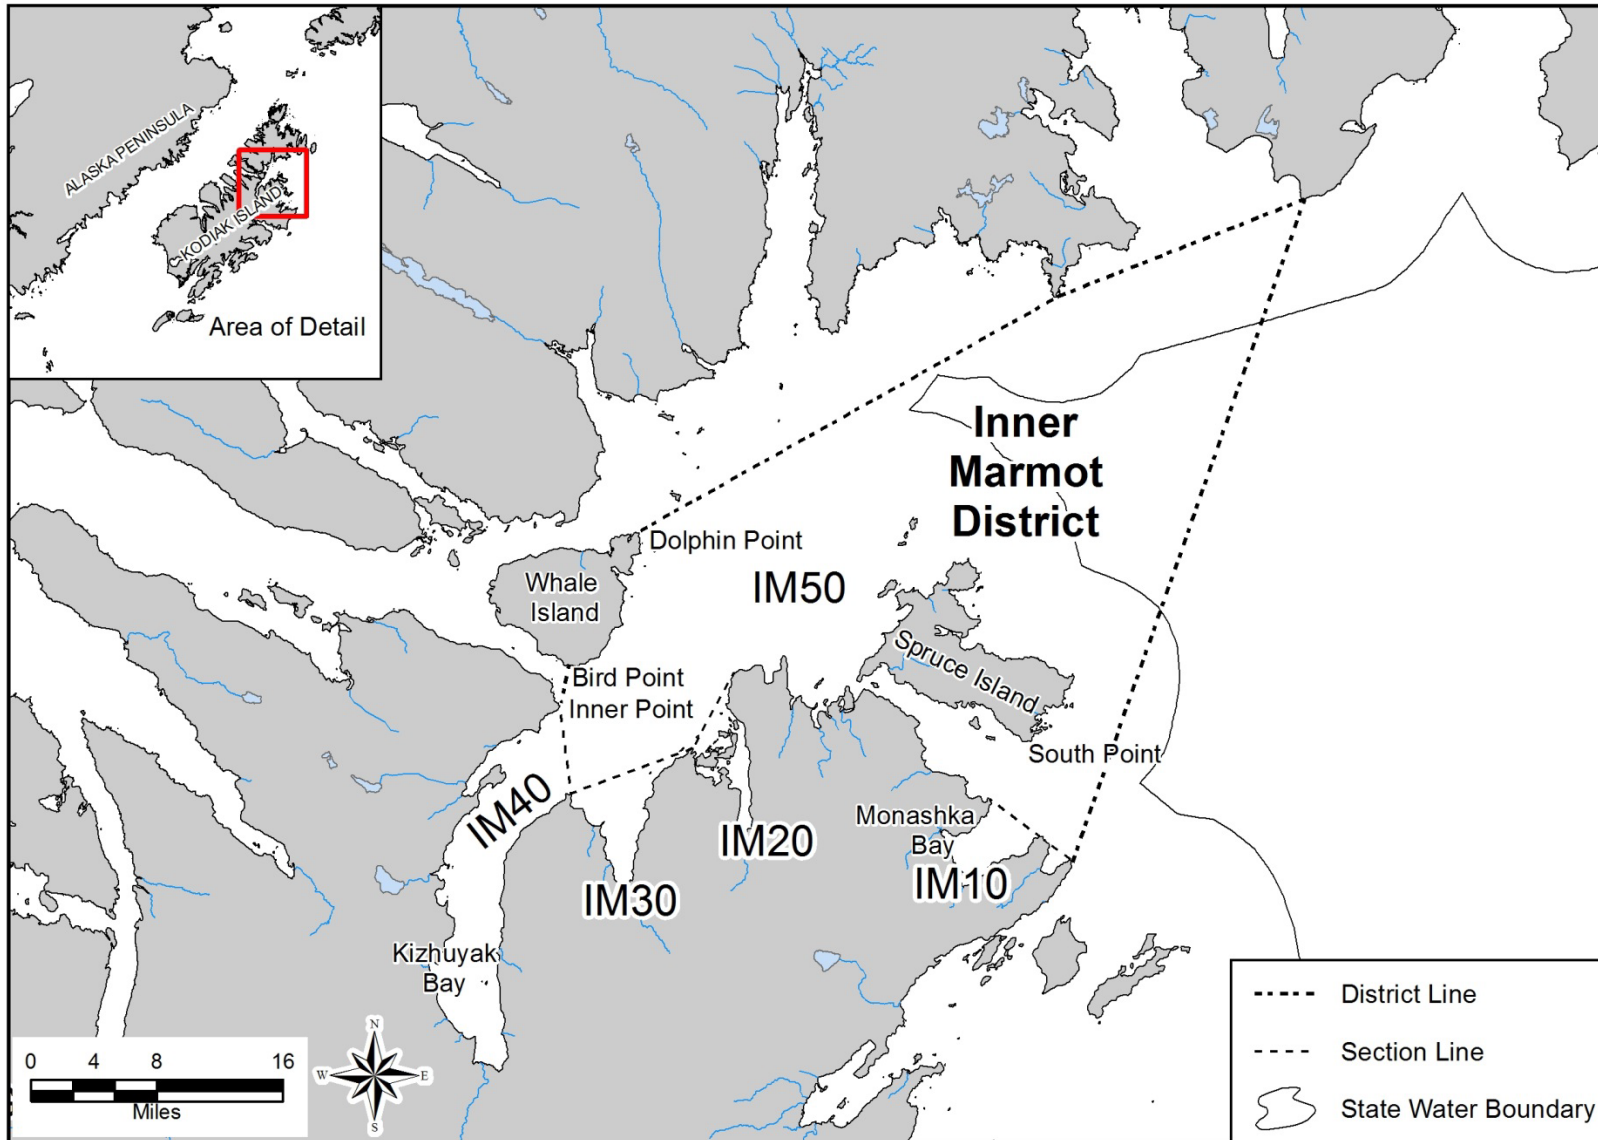 ALASKA PENINSULA
KODIAK ISLAND
Area of Detail
Inner
Marmot
District
Dolphin Point
Whale
Island
IM50
Spruce Island
Bird Point
Inner Point
South Point
IM40
Monashka
Bay
IM20
IM10
IM30
Kizhuyak
Bay
0 4 8 16
Miles
N
W E
S
District Line
Section Line
State Water Boundary